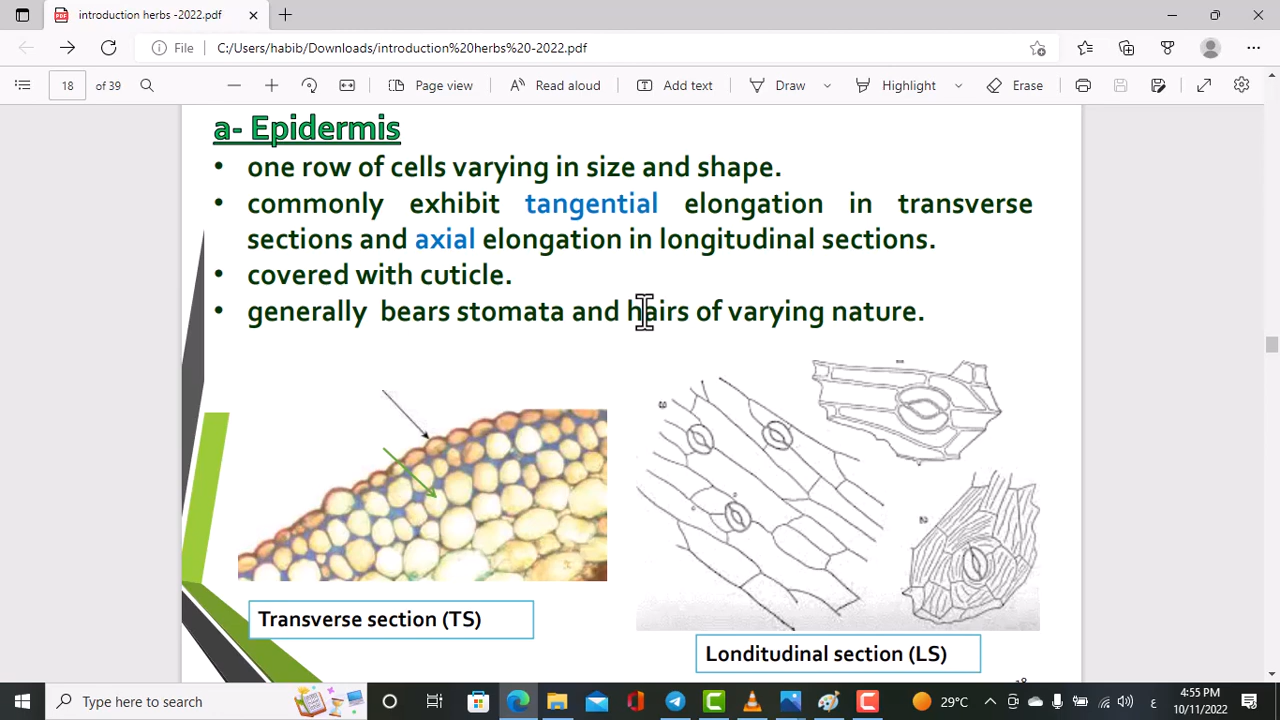 introduction herbs -2022.pdf
File
C:/Users/habib/Downloads/introduction%20herbs%20-2022.pdf
18 of 39
Page view
Read aloud
Add text
Draw
Highlight
Erase
a- Epidermis
• one row of cells varying in size and shape.
• commonly exhibit tangential elongation in transverse
sections and axial elongation in longitudinal sections.
• covered with cuticle.
• generally bears stomata and hairs of varying nature.
Transverse section (TS)
Londitudinal section (LS)
Type here to search
29°C
ع
4:55 PM
10/11/2022